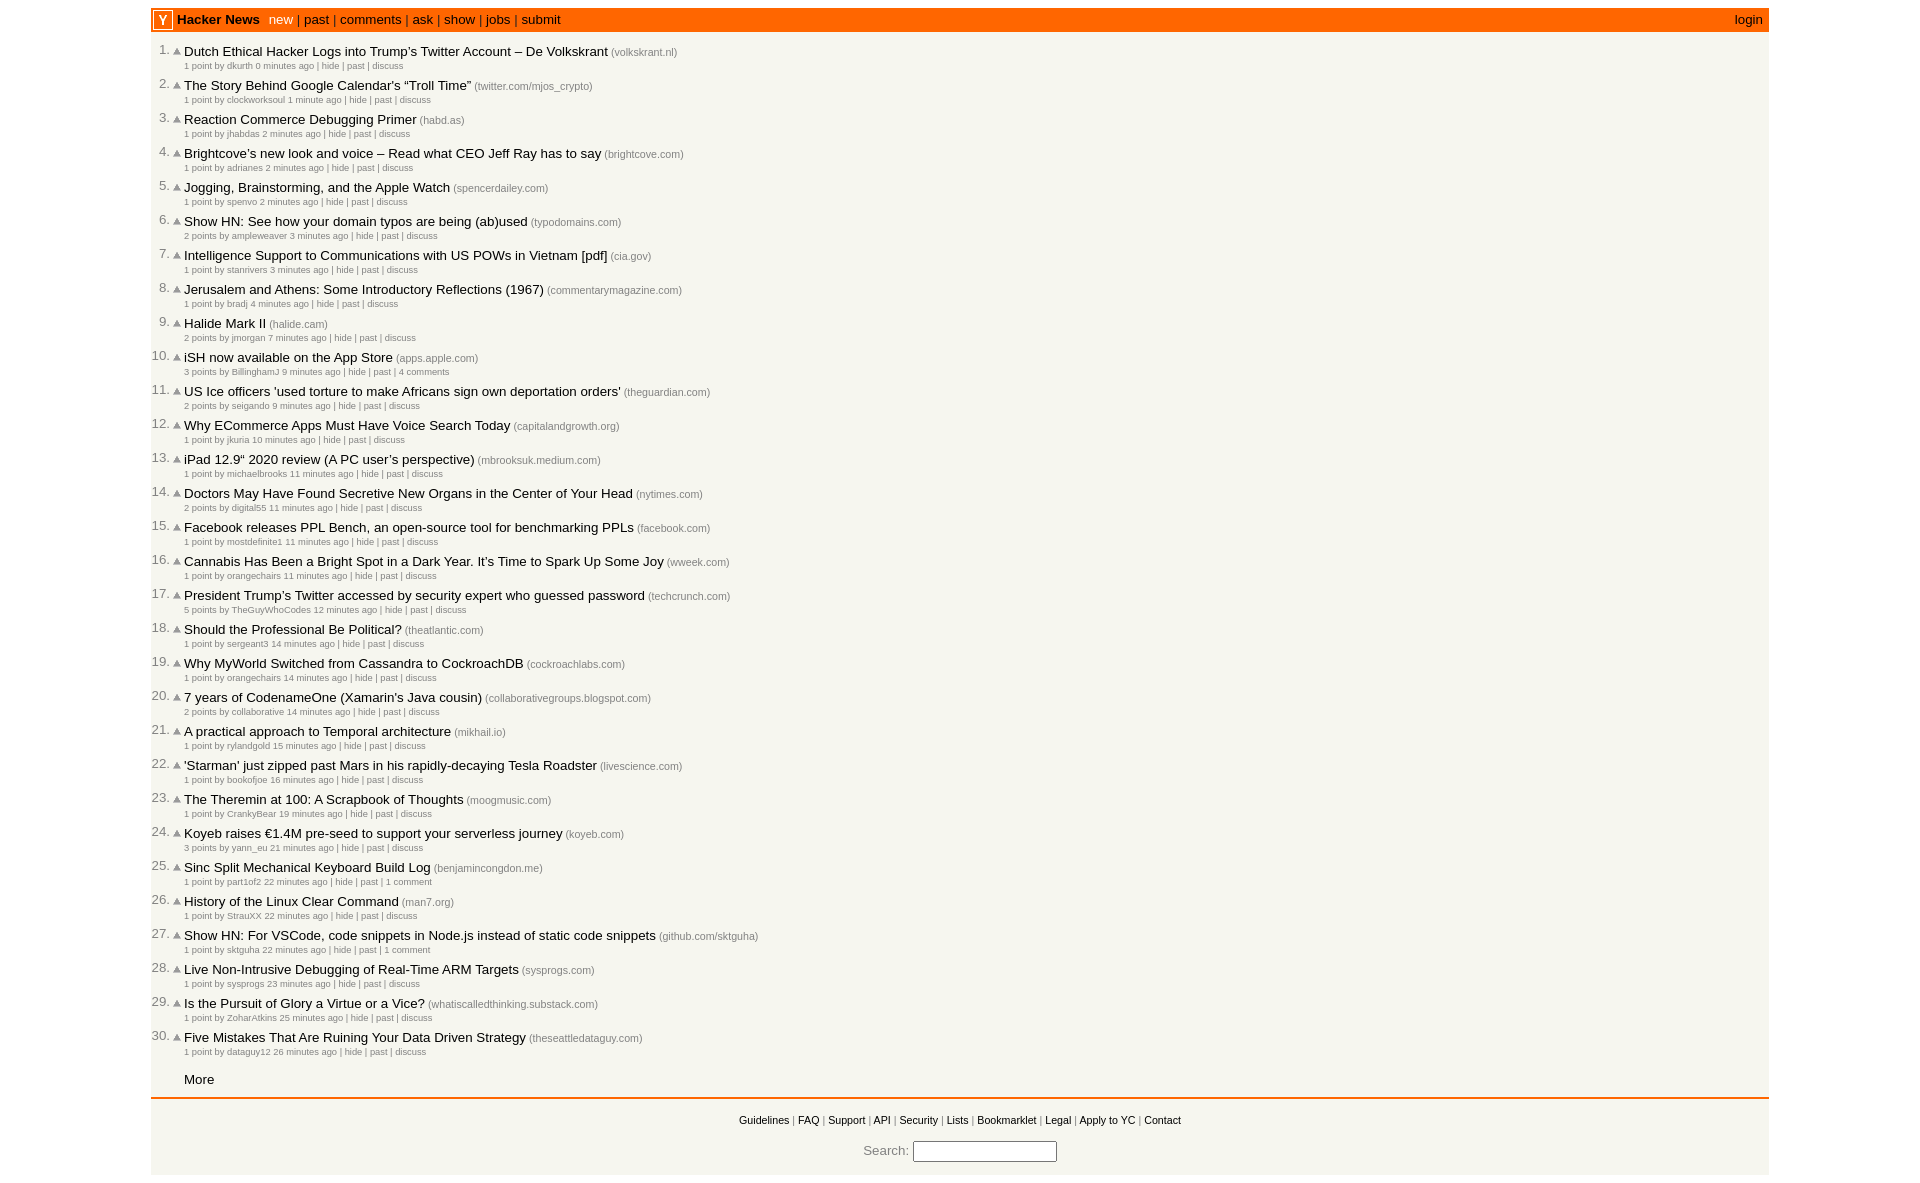 Y Hacker News new | past | comments | ask | show | jobs | submit login
1. Dutch Ethical Hacker Logs into Trump’s Twitter Account – De Volkskrant (volkskrant.nl)
1 point by dkurth 0 minutes ago | hide | past | discuss
2. The Story Behind Google Calendar's “Troll Time” (twitter.com/mjos_crypto)
1 point by clockworksoul 1 minute ago | hide | past | discuss
3. Reaction Commerce Debugging Primer (habd.as)
1 point by jhabdas 2 minutes ago | hide | past | discuss
4. Brightcove’s new look and voice – Read what CEO Jeff Ray has to say (brightcove.com)
1 point by adrianes 2 minutes ago | hide | past | discuss
5. Jogging, Brainstorming, and the Apple Watch (spencerdailey.com)
1 point by spenvo 2 minutes ago | hide | past | discuss
6. Show HN: See how your domain typos are being (ab)used (typodomains.com)
2 points by ampleweaver 3 minutes ago | hide | past | discuss
7. Intelligence Support to Communications with US POWs in Vietnam [pdf] (cia.gov)
1 point by stanrivers 3 minutes ago | hide | past | discuss
8. Jerusalem and Athens: Some Introductory Reflections (1967) (commentarymagazine.com)
1 point by bradj 4 minutes ago | hide | past | discuss
9. Halide Mark II (halide.cam)
2 points by jmorgan 7 minutes ago | hide | past | discuss
10. iSH now available on the App Store (apps.apple.com)
3 points by BillinghamJ 9 minutes ago | hide | past | 4 comments
11. US Ice officers 'used torture to make Africans sign own deportation orders' (theguardian.com)
2 points by seigando 9 minutes ago | hide | past | discuss
12. Why ECommerce Apps Must Have Voice Search Today (capitalandgrowth.org)
1 point by jkuria 10 minutes ago | hide | past | discuss
13. iPad 12.9“ 2020 review (A PC user’s perspective) (mbrooksuk.medium.com)
1 point by michaelbrooks 11 minutes ago | hide | past | discuss
14. Doctors May Have Found Secretive New Organs in the Center of Your Head (nytimes.com)
2 points by digital55 11 minutes ago | hide | past | discuss
15. Facebook releases PPL Bench, an open-source tool for benchmarking PPLs (facebook.com)
1 point by mostdefinite1 11 minutes ago | hide | past | discuss
16. Cannabis Has Been a Bright Spot in a Dark Year. It’s Time to Spark Up Some Joy (wweek.com)
1 point by orangechairs 11 minutes ago | hide | past | discuss
17. President Trump’s Twitter accessed by security expert who guessed password (techcrunch.com)
5 points by TheGuyWhoCodes 12 minutes ago | hide | past | discuss
18. Should the Professional Be Political? (theatlantic.com)
1 point by sergeant3 14 minutes ago | hide | past | discuss
19. Why MyWorld Switched from Cassandra to CockroachDB (cockroachlabs.com)
1 point by orangechairs 14 minutes ago | hide | past | discuss
20. 7 years of CodenameOne (Xamarin's Java cousin) (collaborativegroups.blogspot.com)
2 points by collaborative 14 minutes ago | hide | past | discuss
21. A practical approach to Temporal architecture (mikhail.io)
1 point by rylandgold 15 minutes ago | hide | past | discuss
22. 'Starman' just zipped past Mars in his rapidly-decaying Tesla Roadster (livescience.com)
1 point by bookofjoe 16 minutes ago | hide | past | discuss
23. The Theremin at 100: A Scrapbook of Thoughts (moogmusic.com)
1 point by CrankyBear 19 minutes ago | hide | past | discuss
24. Koyeb raises €1.4M pre-seed to support your serverless journey (koyeb.com)
3 points by yann_eu 21 minutes ago | hide | past | discuss
25. Sinc Split Mechanical Keyboard Build Log (benjamincongdon.me)
1 point by part1of2 22 minutes ago | hide | past | 1 comment
26. History of the Linux Clear Command (man7.org)
1 point by StrauXX 22 minutes ago | hide | past | discuss
27. Show HN: For VSCode, code snippets in Node.js instead of static code snippets (github.com/sktguha)
1 point by sktguha 22 minutes ago | hide | past | 1 comment
28. Live Non-Intrusive Debugging of Real-Time ARM Targets (sysprogs.com)
1 point by sysprogs 23 minutes ago | hide | past | discuss
29. Is the Pursuit of Glory a Virtue or a Vice? (whatiscalledthinking.substack.com)
1 point by ZoharAtkins 25 minutes ago | hide | past | discuss
30. Five Mistakes That Are Ruining Your Data Driven Strategy (theseattledataguy.com)
1 point by dataguy12 26 minutes ago | hide | past | discuss
More
Guidelines | FAQ | Support | API | Security | Lists | Bookmarklet | Legal | Apply to YC | Contact
Search: